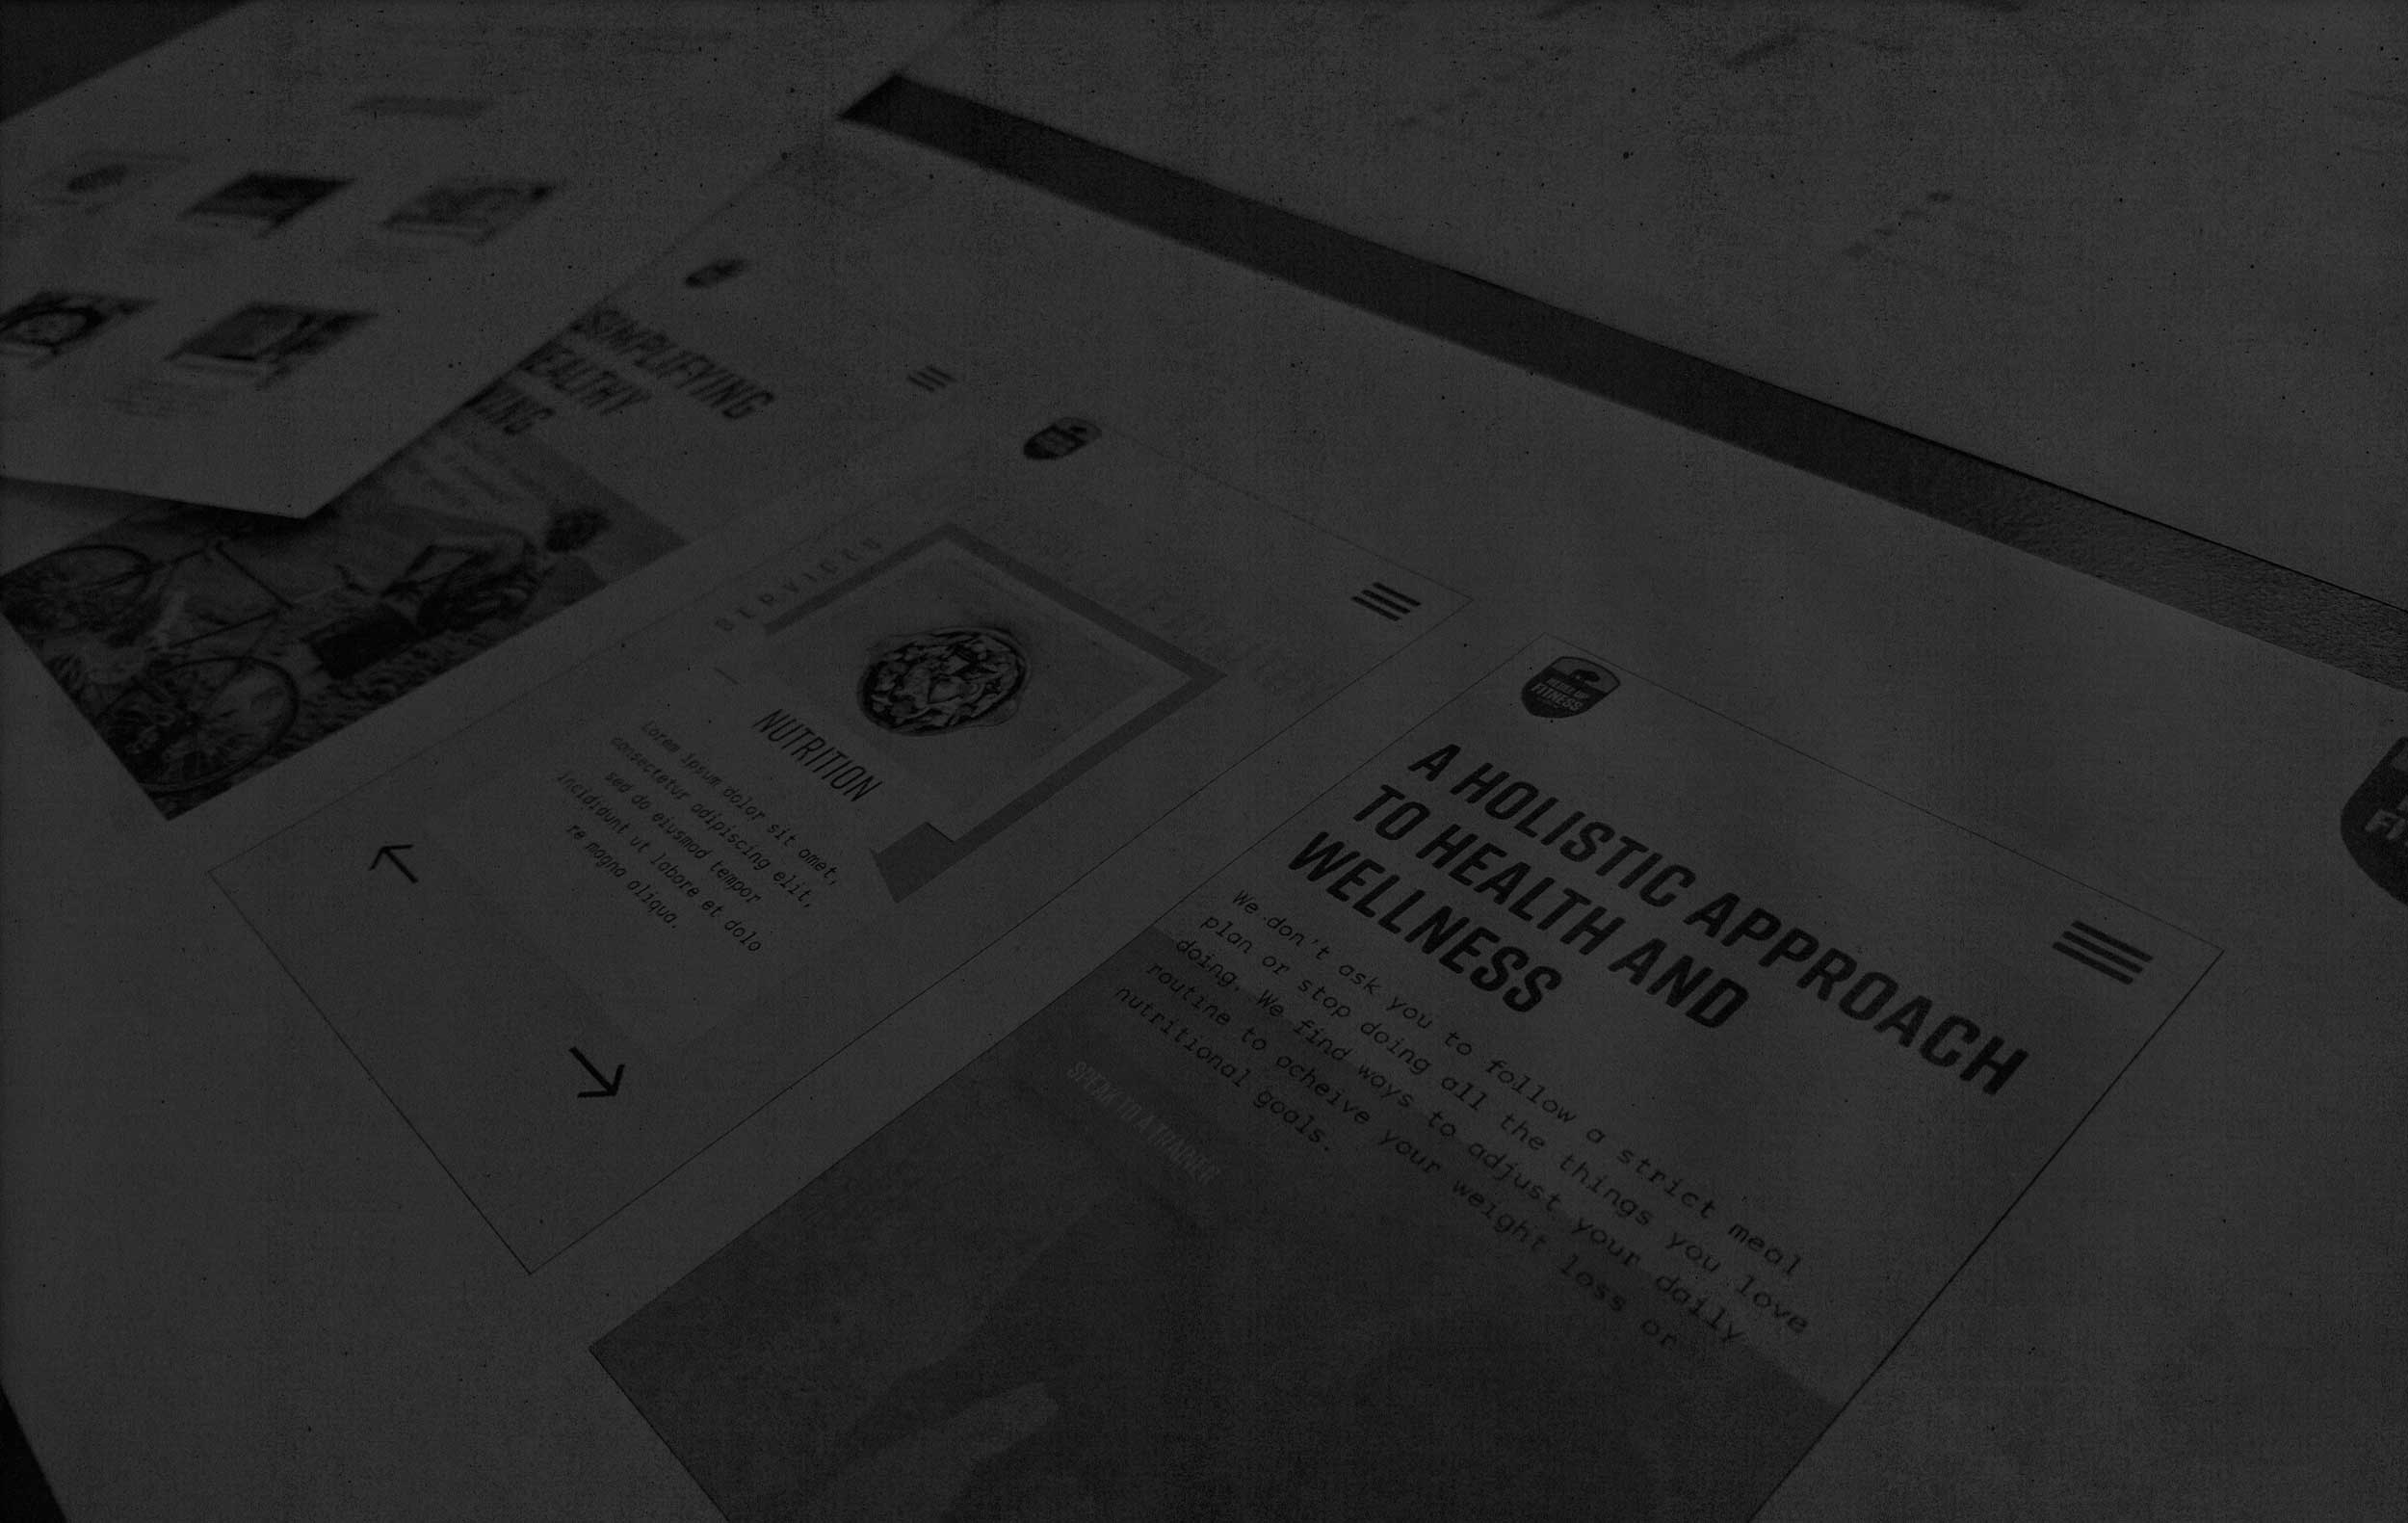 SIMPLIFYING
SERVICES
NUTRITION
Lorem ipsum dolor sit amet,
consectetur adipiscing elit,
sed do eiusmod tempor
incididunt ut labore et dolo
re magna aliqua.
FITNESS
A HOLISTIC APPROACH
TO HEALTH AND
WELLNESS
We don't ask you to follow a strict meal
plan or stop doing all the things you love
doing. We find ways to adjust your daily
routine to acheive your weight loss or
nutritional goals.
SPEAK TO A TRAINER